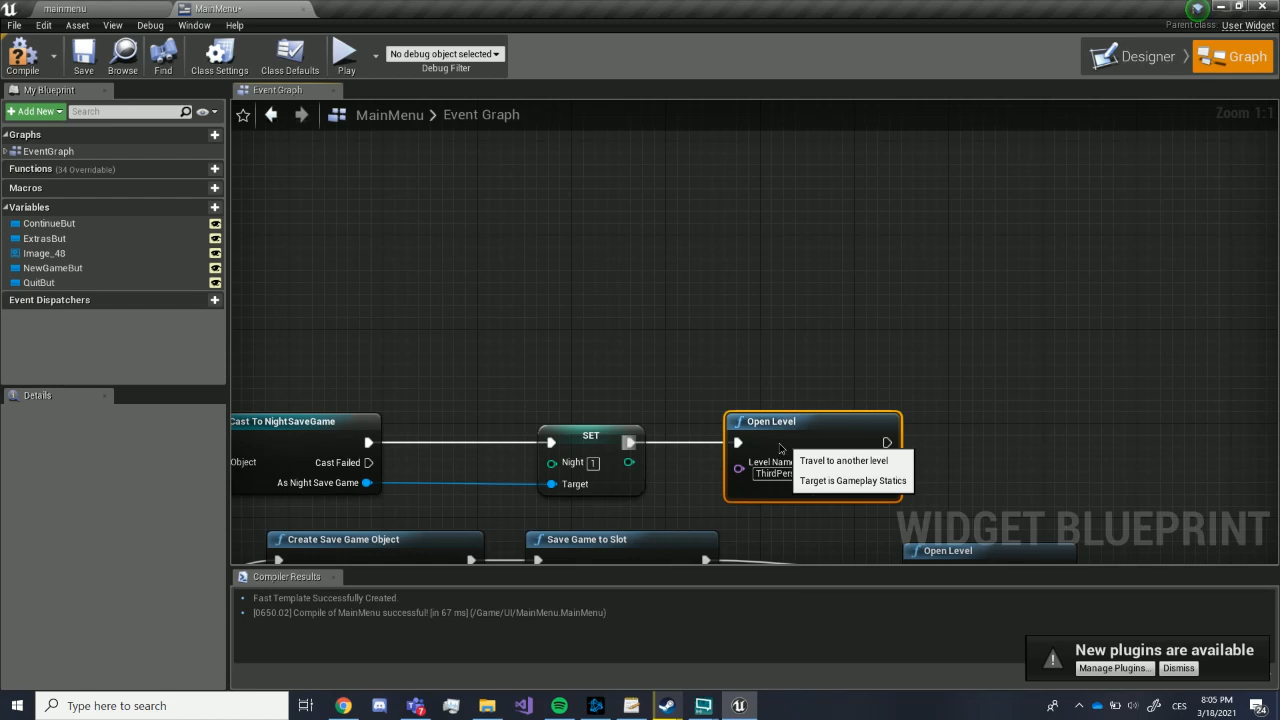 mainmenu
MainMenu*
File Edit Asset View Debug Window Help
Parent class: User Widget
Compile
Save
Browse
Find
Class Settings
Class Defaults
Play
No debug object selected
Debug Filter
Designer
Graph
My Blueprint
Add New
Search
Graphs
EventGraph
Functions (34 Overridable)
Macros
Variables
ContinueBut
ExtrasBut
Image_48
NewGameBut
QuitBut
Event Dispatchers
Details
Event Graph
MainMenu > Event Graph
Zoom 1:1
Cast To NightSaveGame
Object
Cast Failed
As Night Save Game
SET
Night 1
Target
Open Level
Level Name
ThirdPers
Travel to another level
Target is Gameplay Statics
Create Save Game Object
Save Game to Slot
Open Level
WIDGET BLUEPRINT
Compiler Results
Fast Template Successfully Created.
[0650.02] Compile of MainMenu successful! [in 67 ms] (/Game/UI/MainMenu.MainMenu)
New plugins are available
Manage Plugins...
Dismiss
Type here to search
7
CES
8:05 PM
3/18/2021
24